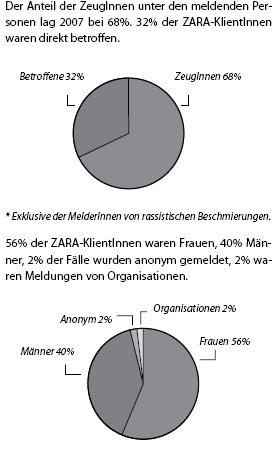 Der Anteil der ZeugInnen unter den meldenden Per-
sonen lag 2007 bei 68%. 32% der ZARA-KlientInnen
waren direkt betroffen.
Betroffene 32%
ZeugInnen 68%
* Exklusive der MelderInnen von rassistischen Beschmierungen.
56% der ZARA-KlientInnen waren Frauen, 40% Män-
ner, 2% der Fälle wurden anonym gemeldet, 2% wa-
ren Meldungen von Organisationen.
Organisationen 2%
Anonym 2%
Männer 40%
Frauen 56%